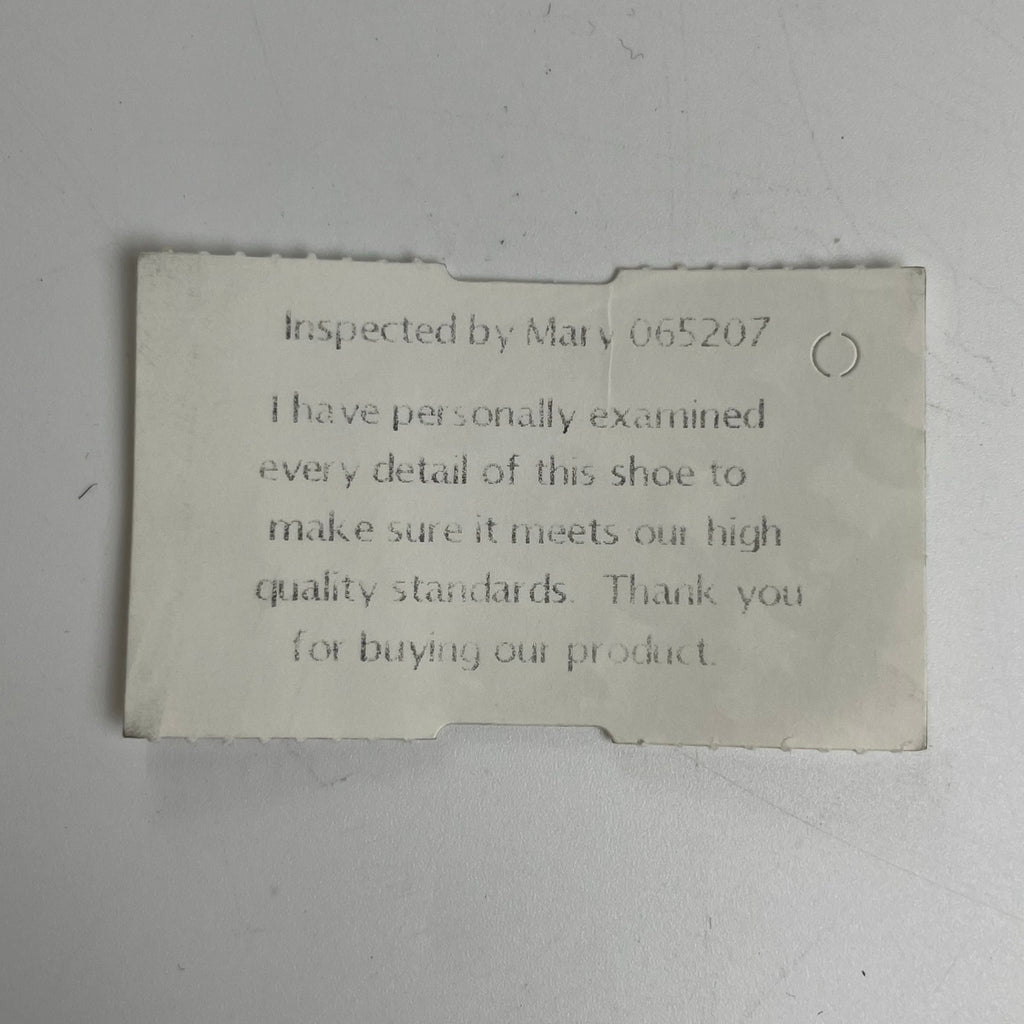 Inspected by Mary 065207
I have personally examined
every detail of this shoe to
make sure it meets our high
quality standards. Thank you
for buying our product.